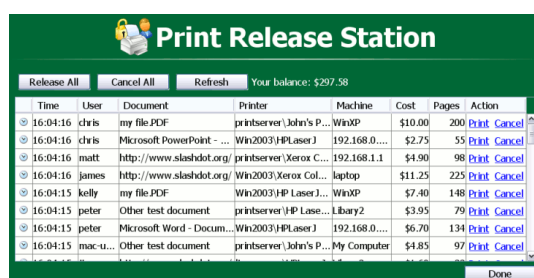 Print Release Station
Release All Cancel All Refresh Your balance: $297.58
Time User Document Printer Machine Cost Pages Action
16:04:16 chris my file.PDF printserver\John's P... WinXP $10.00 200 Print Cancel
16:04:16 chris Microsoft PowerPoint - ... Win2003\HPLaserJ 192.168.0.... $2.75 55 Print Cancel
16:04:16 matt http://www.slashdot.org/ printserver\Xerox C... 192.168.1.1 $4.90 98 Print Cancel
16:04:16 james http://www.slashdot.org/ Win2003\Xerox Col... laptop $11.25 225 Print Cancel
16:04:15 kelly my file.PDF Win2003\HP LaserJ... WinXP $7.40 148 Print Cancel
16:04:15 peter Other test document printserver\HP Lase... Libary2 $3.95 79 Print Cancel
16:04:15 peter Microsoft Word - Docum... Win2003\HPLaserJ 192.168.0.... $6.70 134 Print Cancel
16:04:15 mac-u... Other test document printserver\John's P... My Computer $4.85 97 Print Cancel
Done